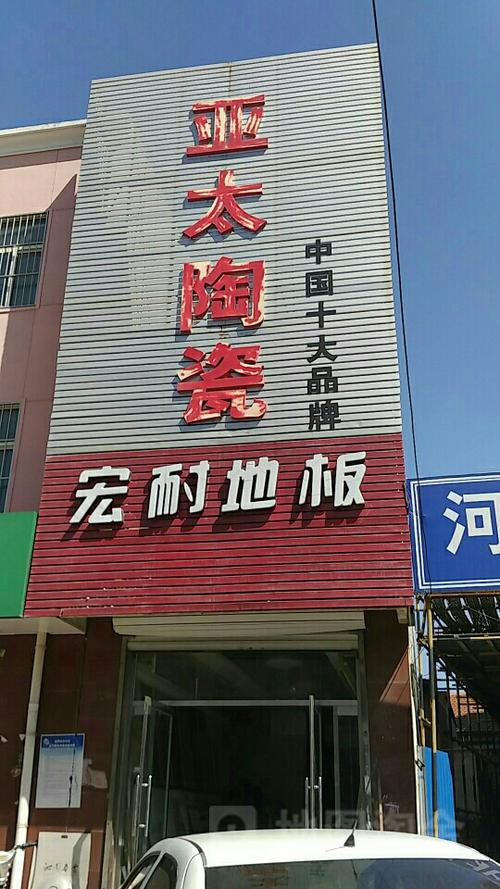 亚太陶瓷
中国十大品牌
宏耐地板
河